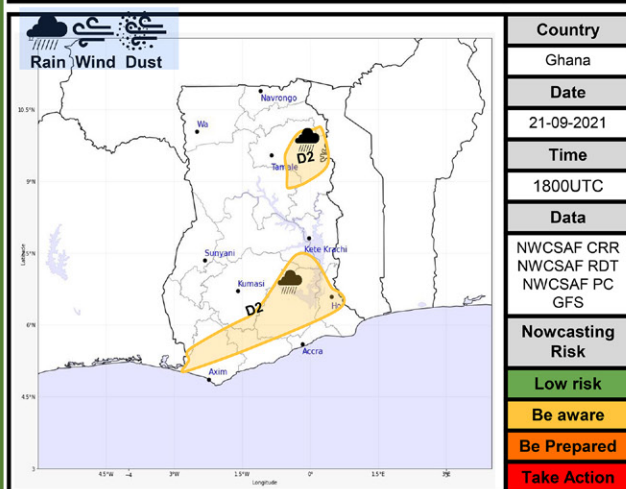 Rain Wind Dust
Country
Ghana
Date
21-09-2021
Time
1800UTC
Data
NWCSAF CRR
NWCSAF RDT
NWCSAF PC
GFS
Nowcasting
Risk
Low risk
Be aware
Be Prepared
Take Action
Navrongo
10.5°N
Wa
D2
Tamale
9°N
Kete Krachi
Sunyani
Latitude
Kumasi
D2
6°N
Accra
Axim
4.5°N
3
4.5°W
-4
3°W
1.5°W
0°
1.5°E
Longitude